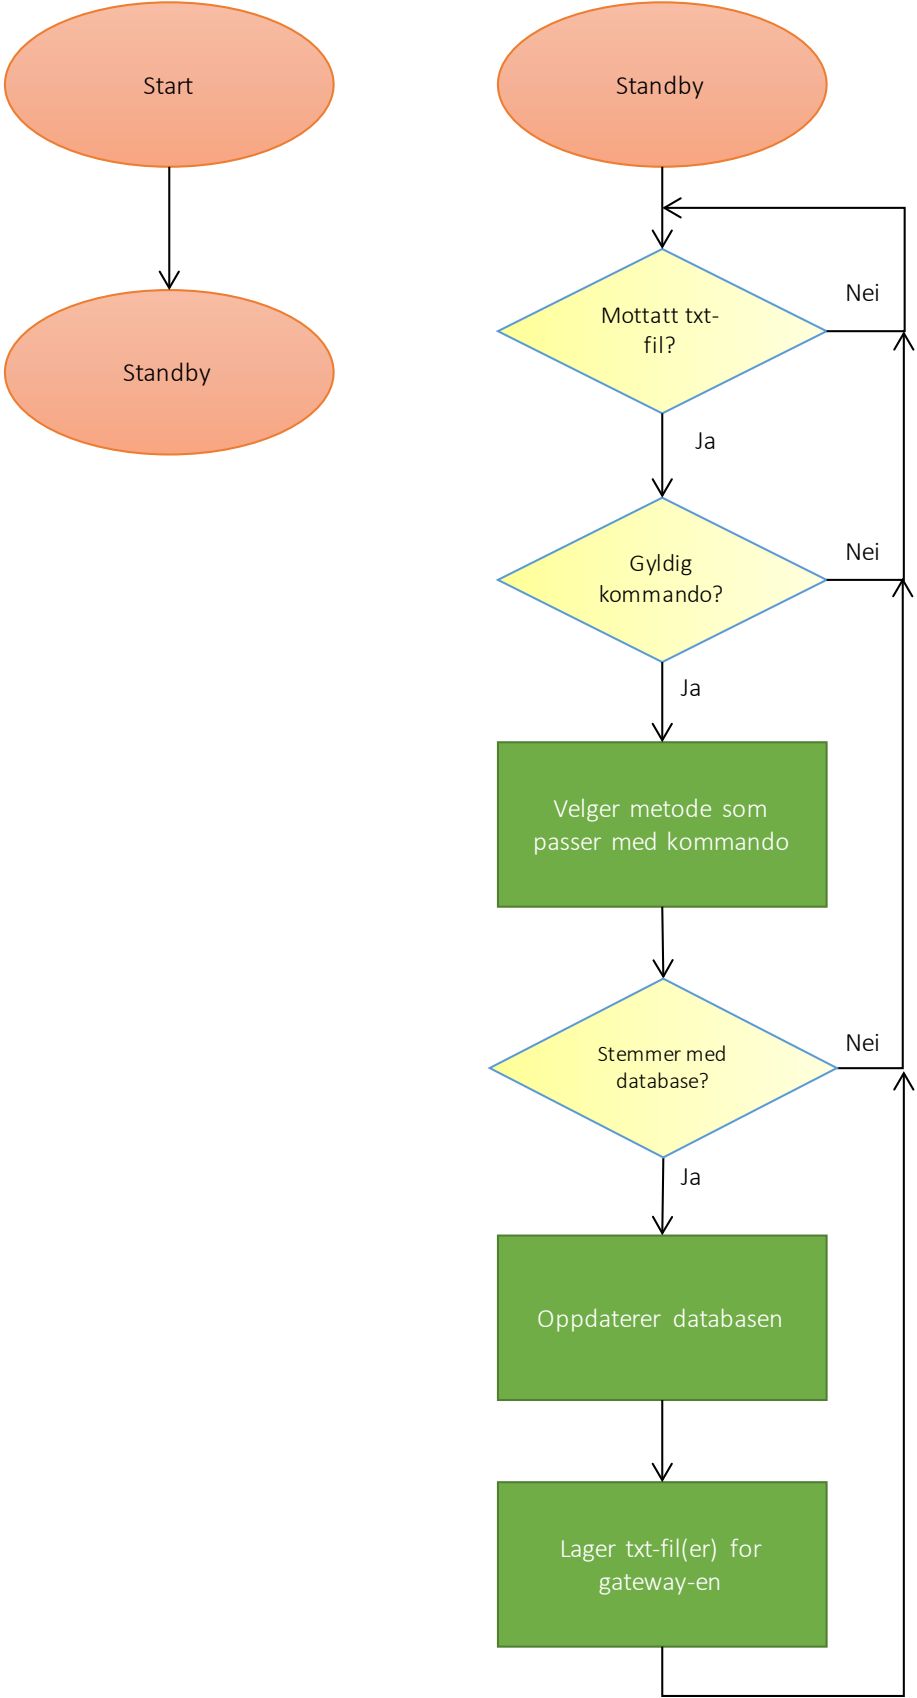 Start
Standby
Standby
Mottatt txt-
fil?
Nei
Ja
Gyldig
kommando?
Nei
Ja
Velger metode som
passer med kommando
Stemmer med
database?
Nei
Ja
Oppdaterer databasen
Lager txt-fil(er) for
gateway-en